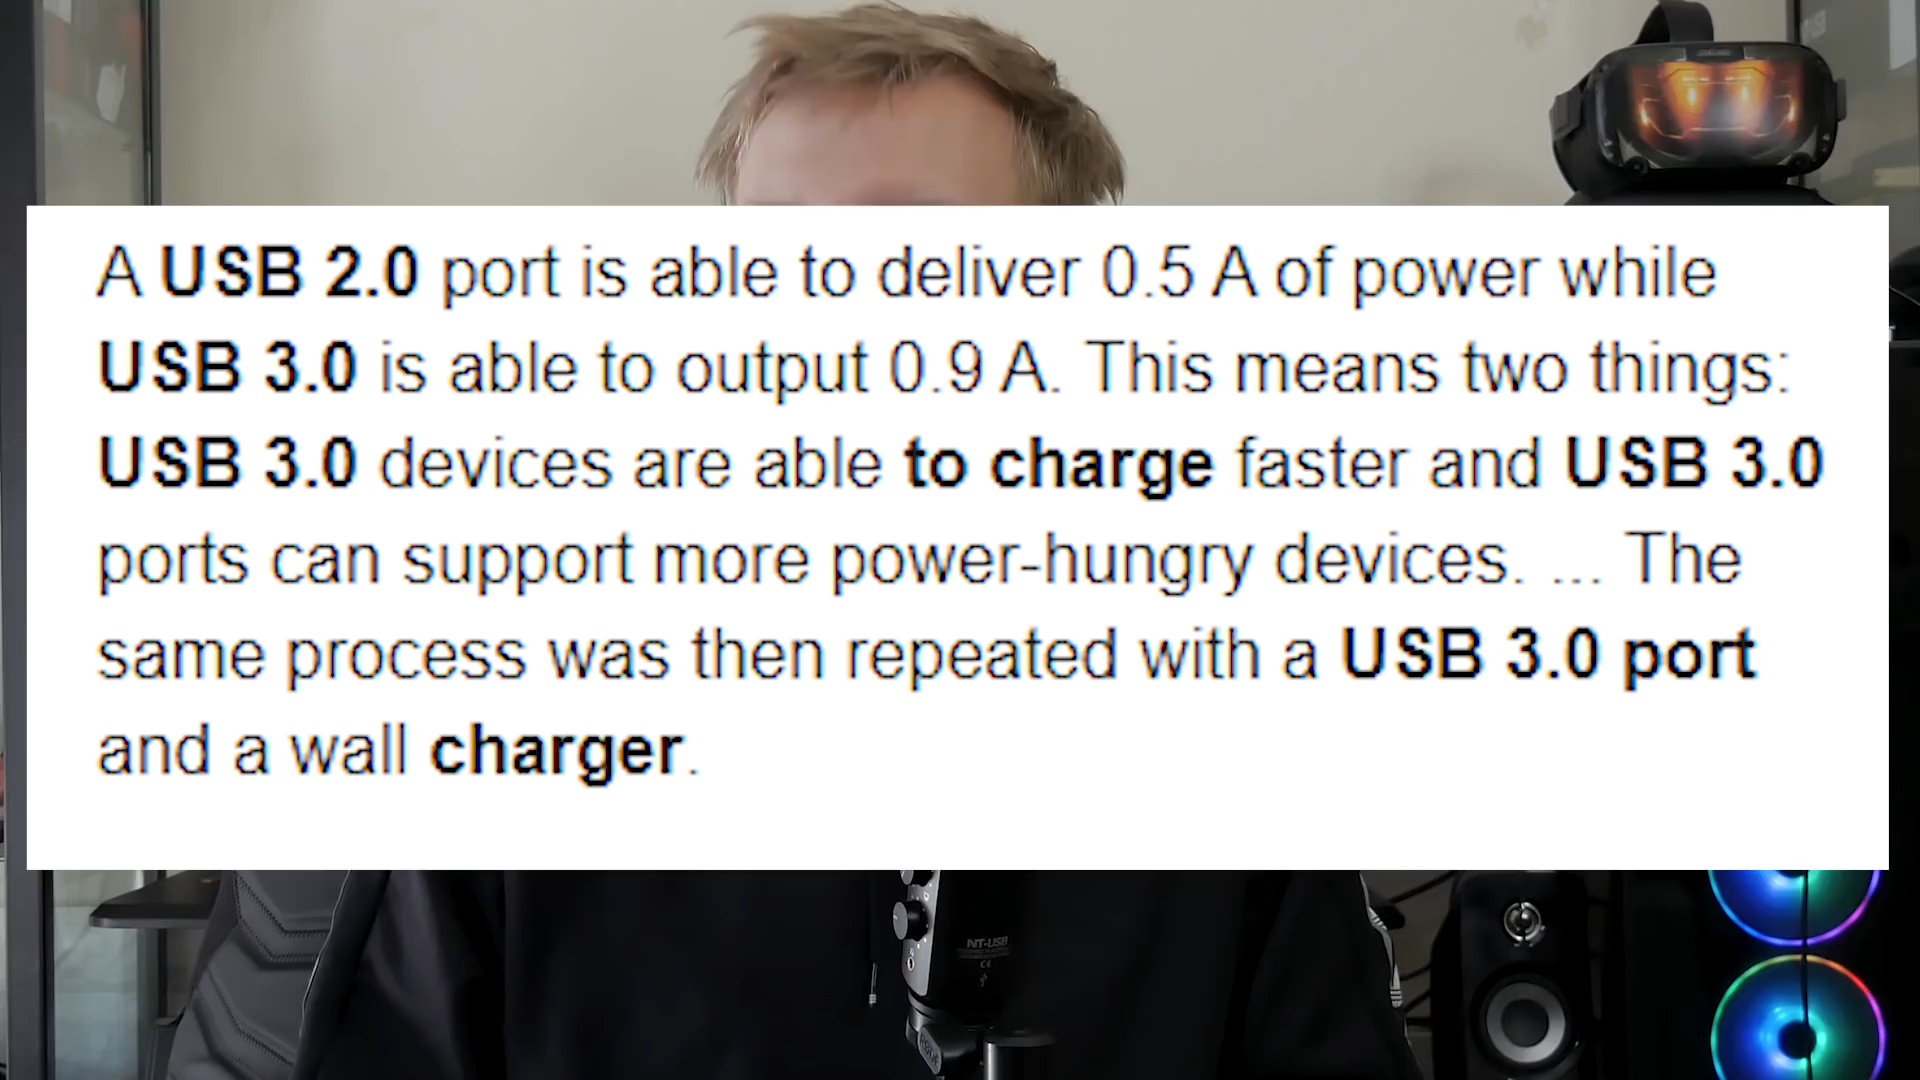 A USB 2.0 port is able to deliver 0.5 A of power while
USB 3.0 is able to output 0.9 A. This means two things:
USB 3.0 devices are able to charge faster and USB 3.0
ports can support more power-hungry devices. ... The
same process was then repeated with a USB 3.0 port
and a wall charger.
NT-USB
CE